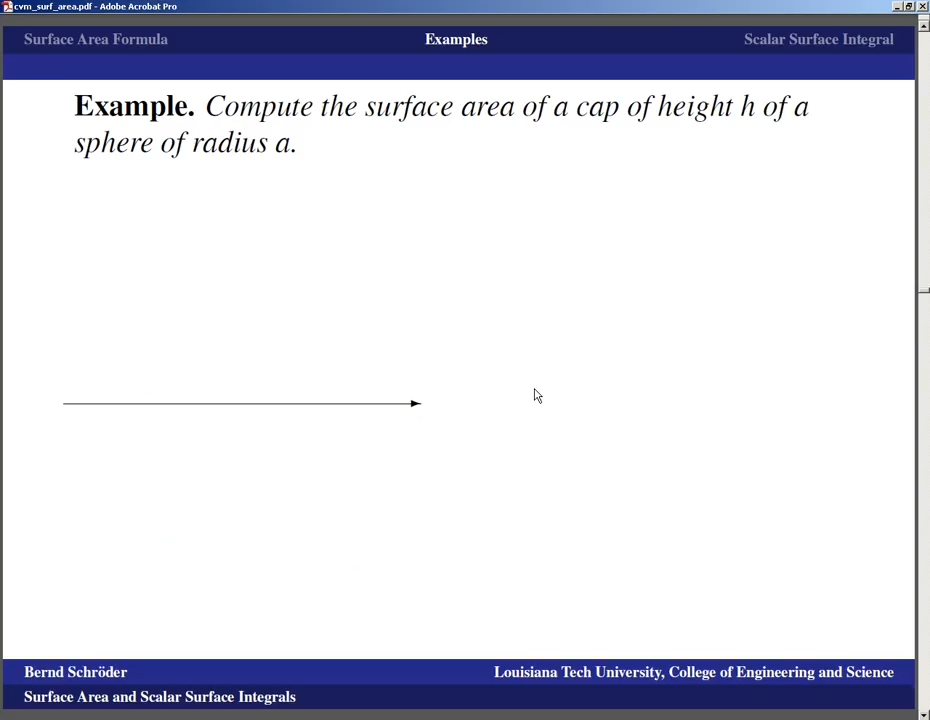 cvm_surf_area.pdf - Adobe Acrobat Pro
Surface Area Formula Examples Scalar Surface Integral
Example. Compute the surface area of a cap of height h of a
sphere of radius a.
Bernd Schröder Louisiana Tech University, College of Engineering and Science
Surface Area and Scalar Surface Integrals